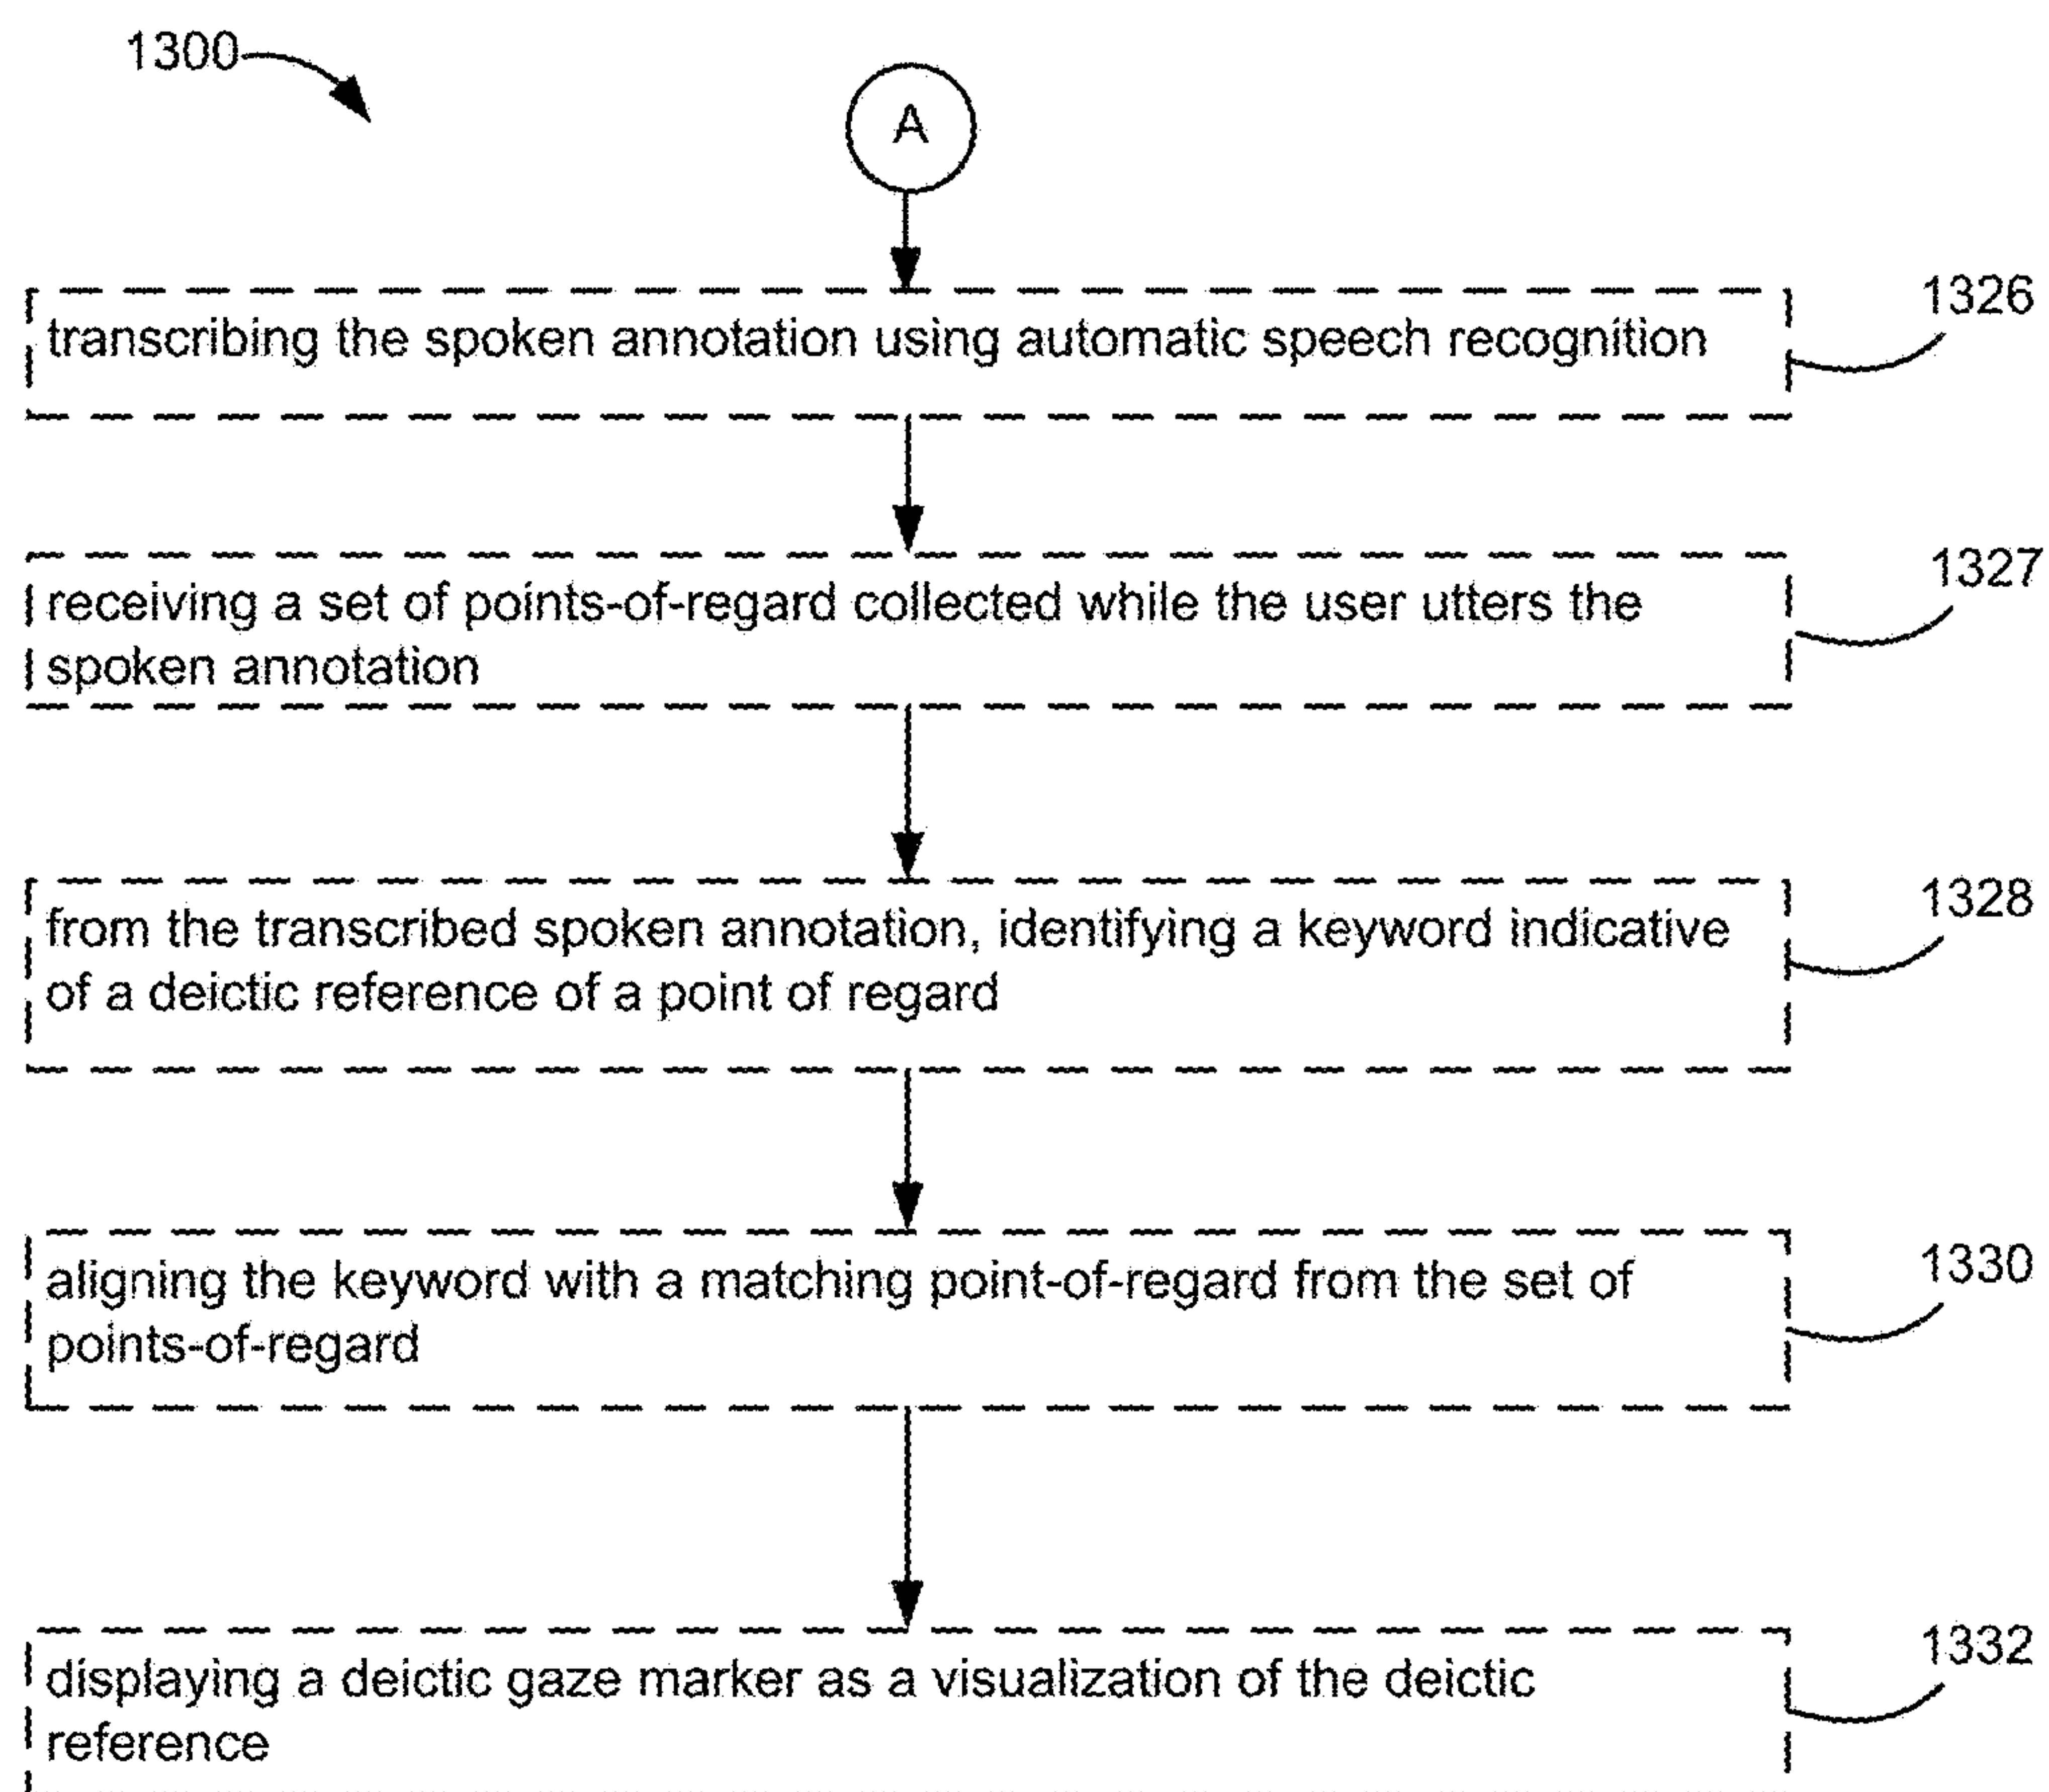 1300
A
transcribing the spoken annotation using automatic speech recognition
1326
receiving a set of points-of-regard collected while the user utters the
spoken annotation
1327
from the transcribed spoken annotation, identifying a keyword indicative
of a deictic reference of a point of regard
1328
aligning the keyword with a matching point-of-regard from the set of
points-of-regard
1330
displaying a deictic gaze marker as a visualization of the deictic
reference
1332